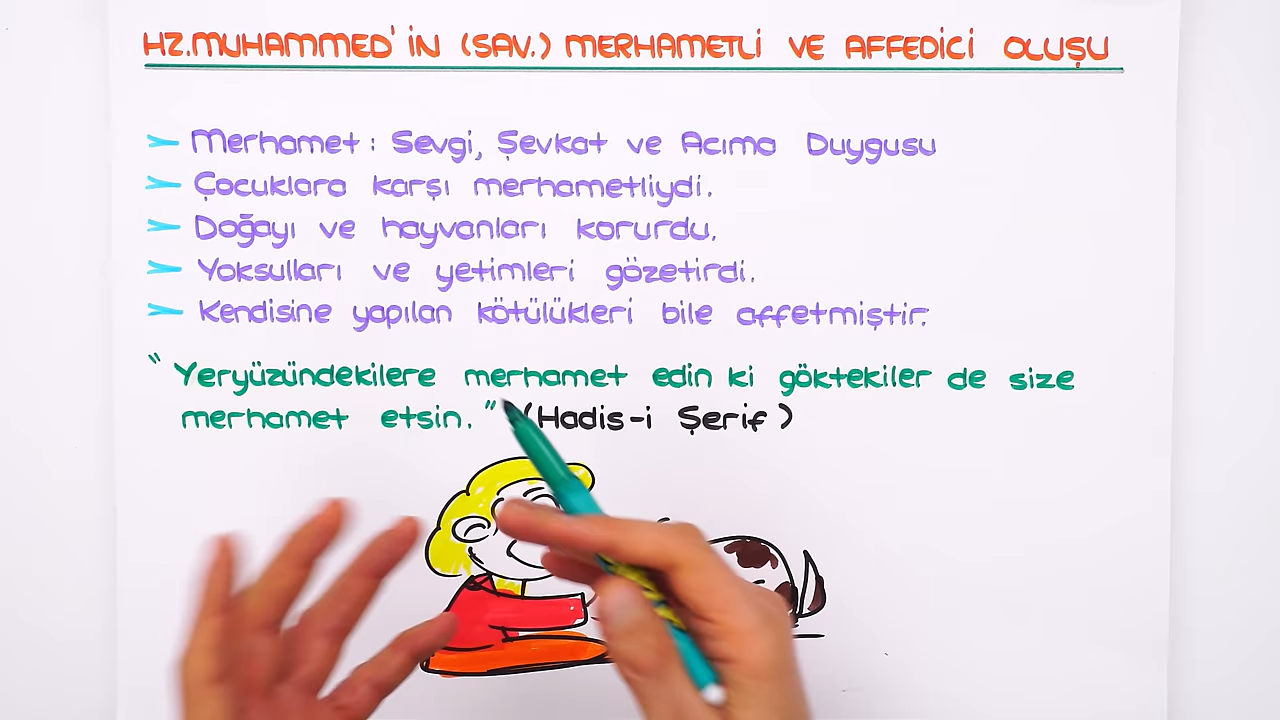 HZ.MUHAMMED'İN (SAV.) MERHAMETLİ VE AFFEDİCİ OLUŞU
➤ Merhamet : Sevgi, Şevkat ve Acıma Duygusu
➤ Çocuklara karşı merhametliydi.
➤ Doğayı ve hayvanları korurdu.
➤ Yoksulları ve yetimleri gözetirdi.
➤ Kendisine yapılan kötülükleri bile affetmiştir.
"Yeryüzündekilere merhamet edin ki göktekiler de size
merhamet etsin." (Hadis-i Şerif)